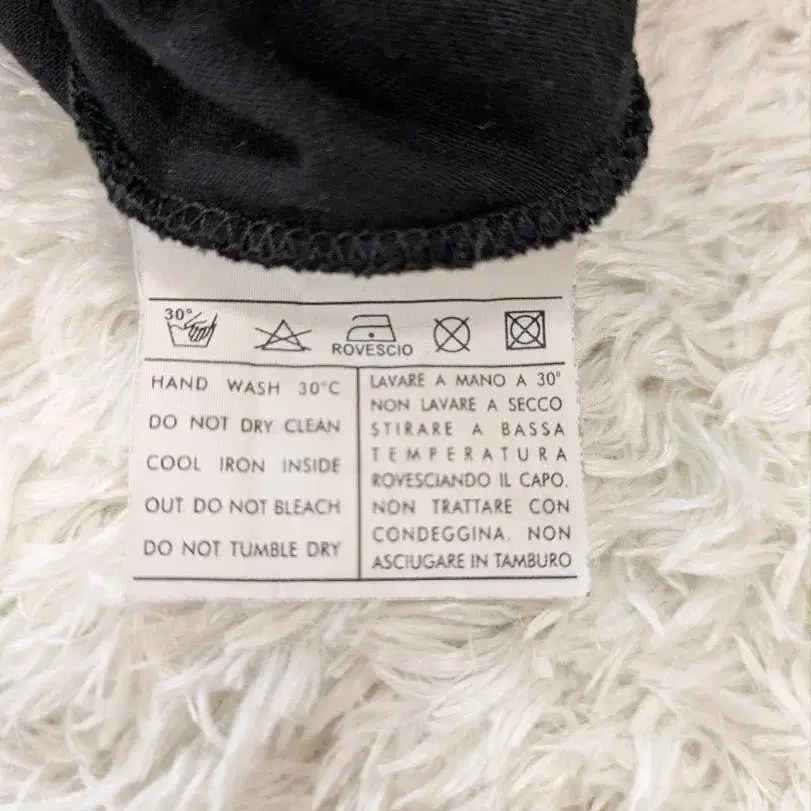 30°
ROVESCIO
HAND WASH 30°C
DO NOT DRY CLEAN
COOL IRON INSIDE
OUT. DO NOT BLEACH
DO NOT TUMBLE DRY
LAVARE A MANO A 30°
NON LAVARE A SECCO
STIRARE A BASSA
TEMPERATURA
ROVESCIANDO IL CAPO.
NON TRATTARE CON
CONDEGGINA. NON
ASCIUGARE IN TAMBURO